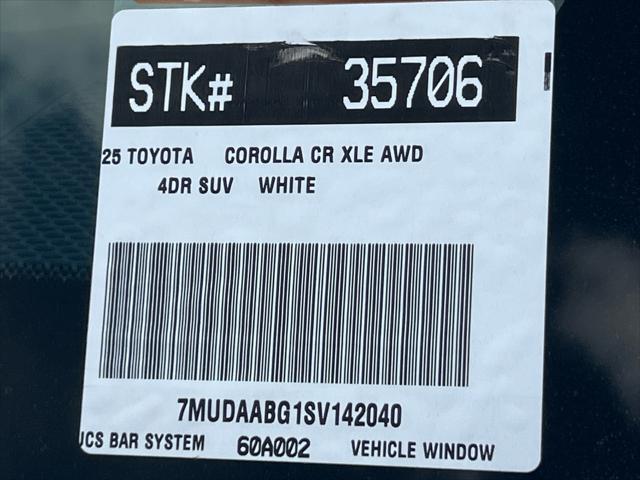 STK# 35706
25 TOYOTA COROLLA CR XLE AWD
4DR SUV WHITE
7MUDAABG1SV142040
UCS BAR SYSTEM 60A002 VEHICLE WINDOW